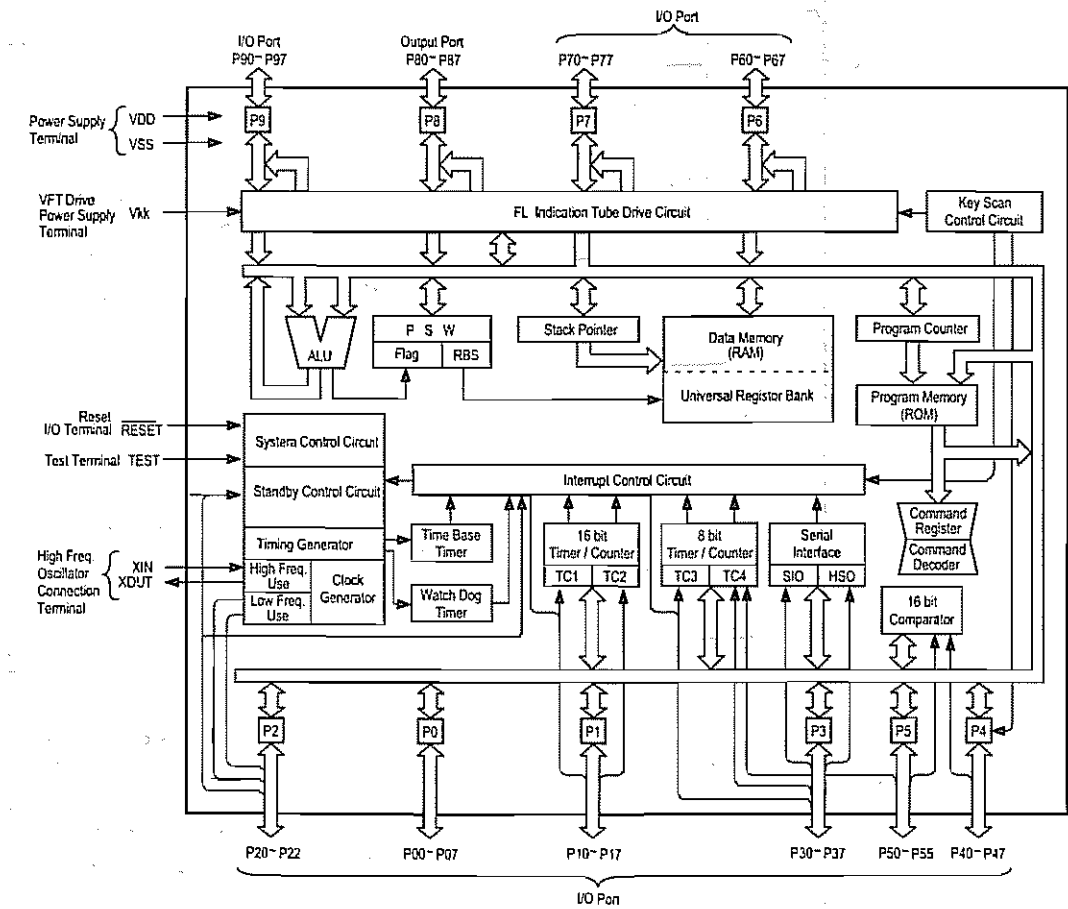 I/O Port
I/O Port
P90~P97
Output Port
P80~P87
P70~P77
P60~P67
Power Supply
Terminal
VDD
VSS
P9
P8
P7
P6
VFT Drive
Power Supply
Terminal
Vkk
FL Indication Tube Drive Circuit
Key Scan
Control Circuit
ALU
P S W
Flag
RBS
Stack Pointer
Data Memory
(RAM)
Universal Register Bank
Program Counter
Program Memory
(ROM)
Reset
I/O Terminal
RESET
Test Terminal
TEST
Systera Control Circuit
Standby Control Circuit
Timing Generator
High Freq.
Use
Low Freq.
Use
Clock
Generator
Interrupt Control Circuit
Time Base
Timer
Watch Dog
Timer
16 bit
Timer / Counter
TC1
TC2
8 bit
Timer / Counter
TC3
TC4
Serial
Interface
SIO
HSO
Command
Register
Command
Decoder
16 bit
Comparator
High Freq.
Oscillator
Connection
Terminal
XIN
XDUT
P2
P0
P1
P3
P5
P4
P20~P22
P00~P07
P10~P17
P30~P37
P50~P55
P40~P47
I/O Port